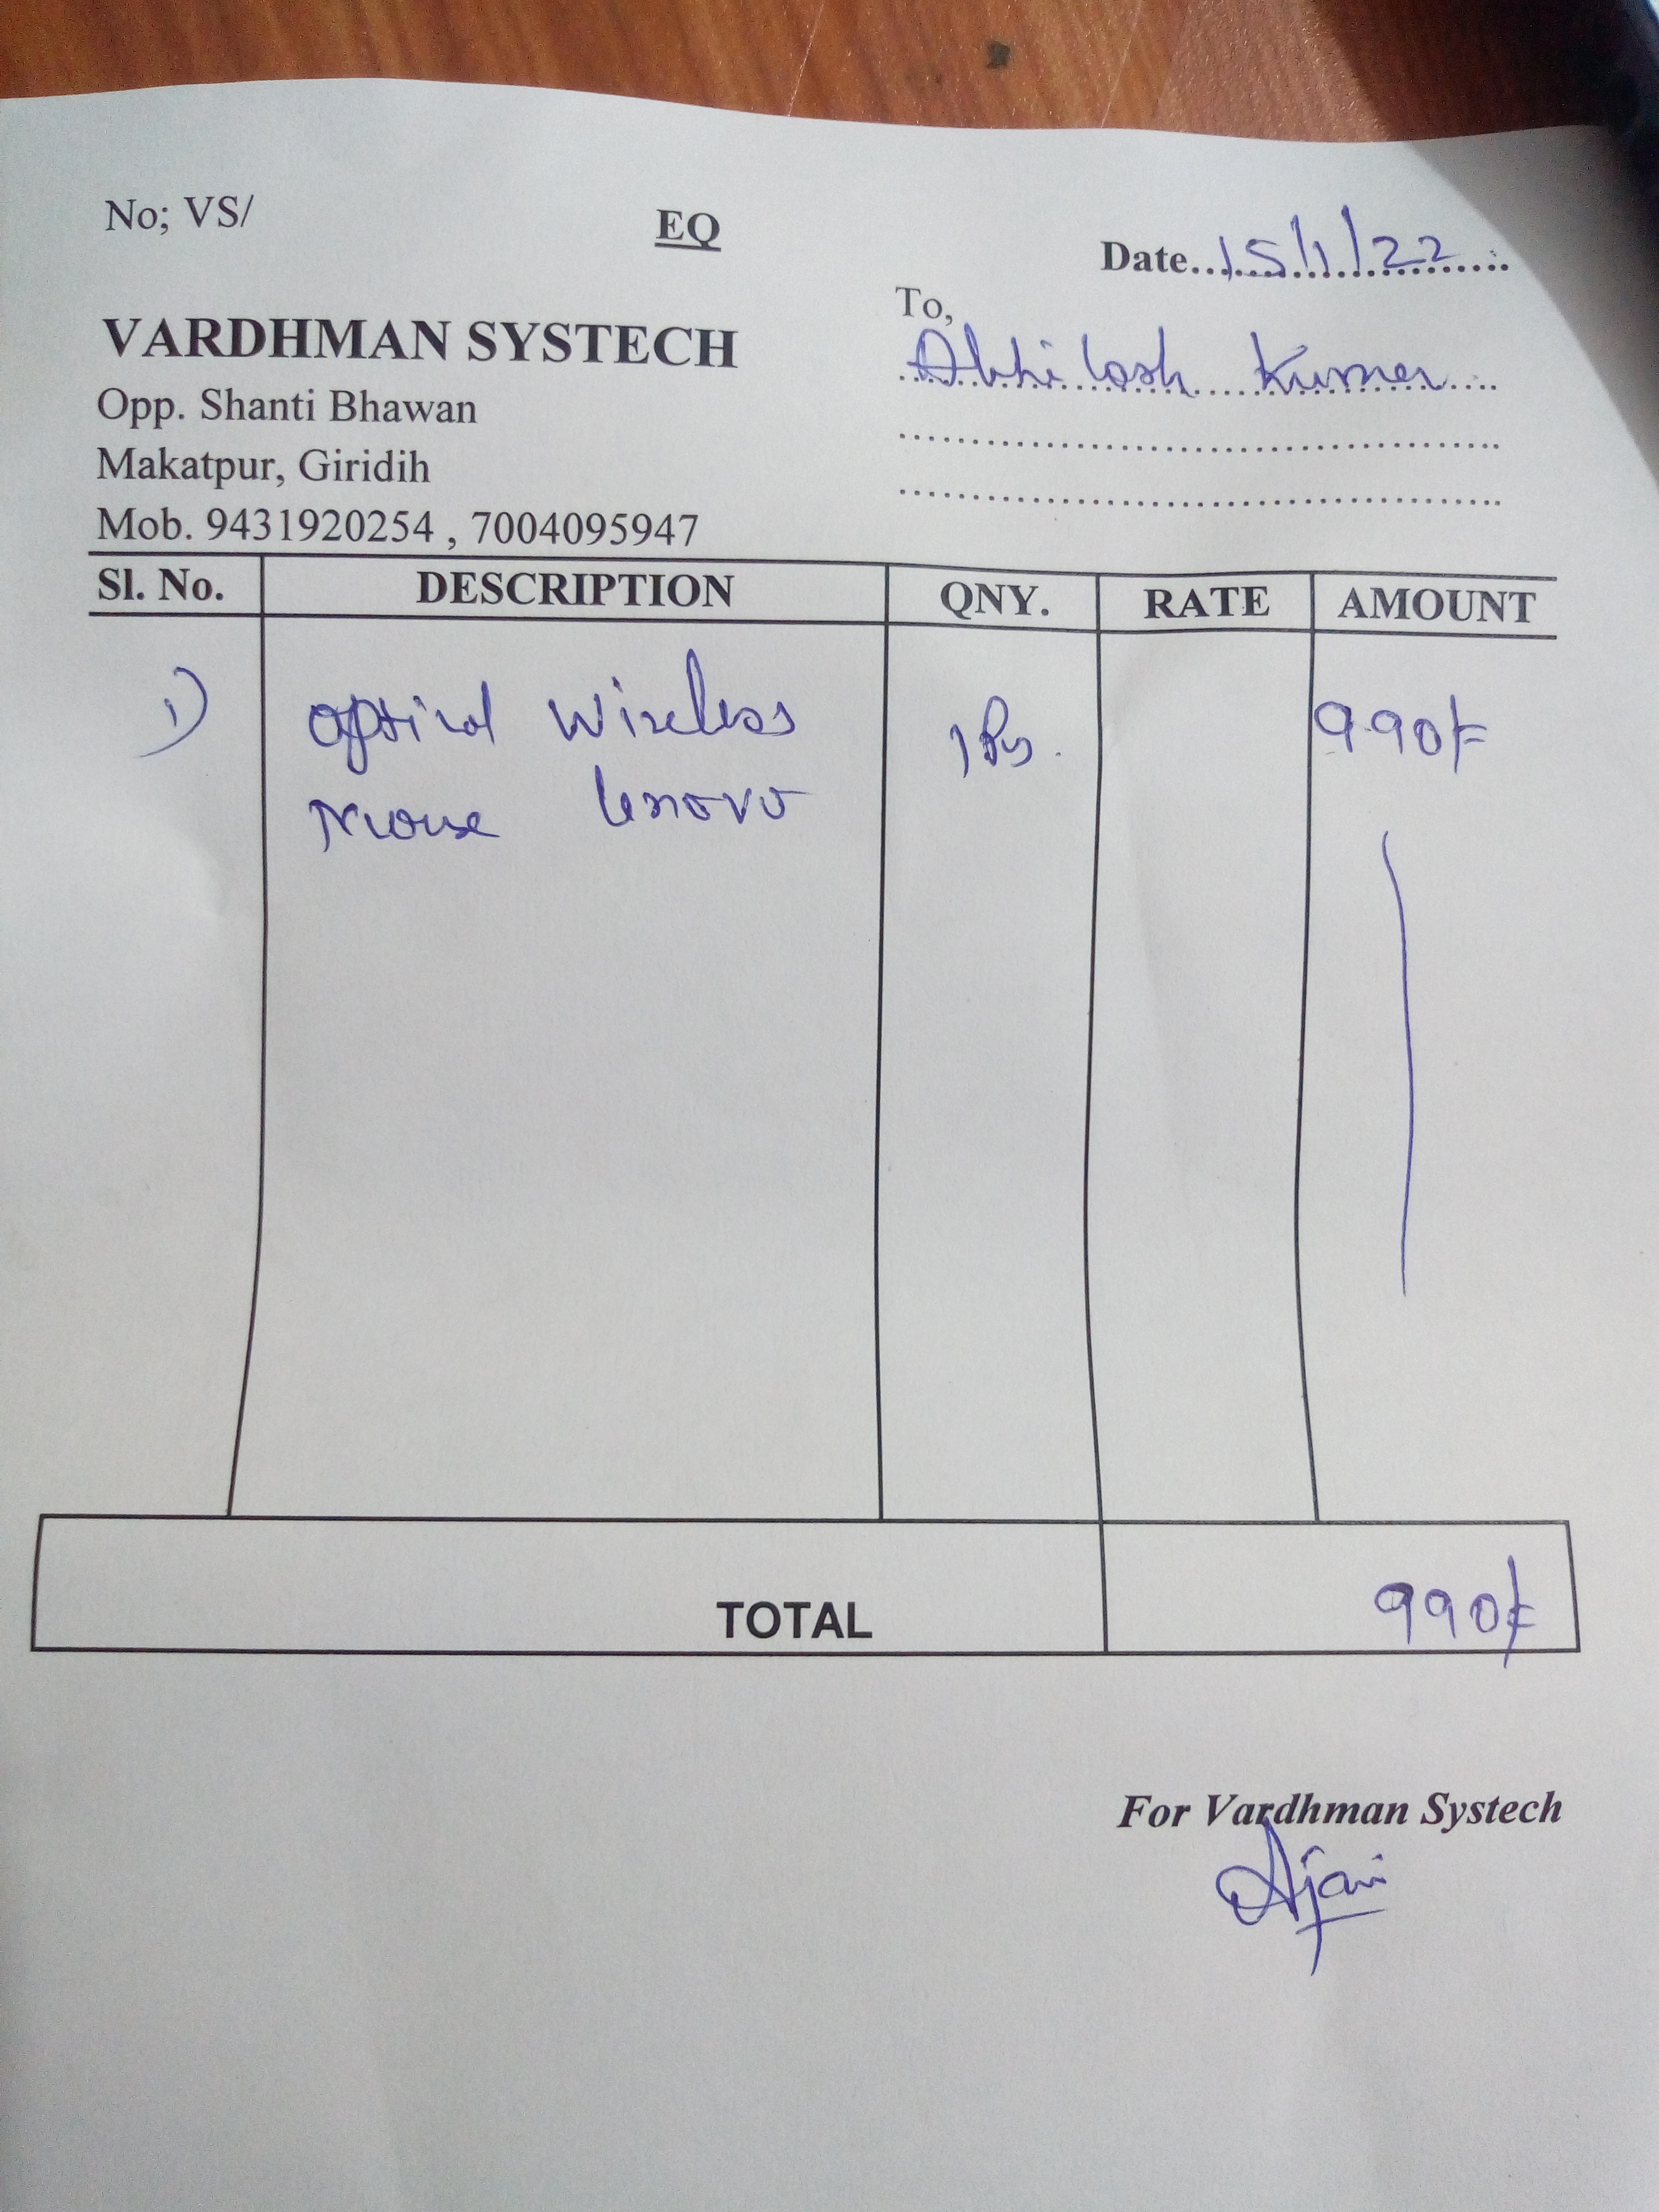 No; VS/
EQ
Date...15/1/22...
To,
Abhilash Kumar
VARDHMAN SYSTECH
Opp. Shanti Bhawan
Makatpur, Giridih
Mob. 9431920254 , 7004095947
Sl. No. DESCRIPTION QNY. RATE AMOUNT
1) Optical Wireless 1 Ps. 990/=
Mouse lenovo
TOTAL 990/=
For Vardhman Systech